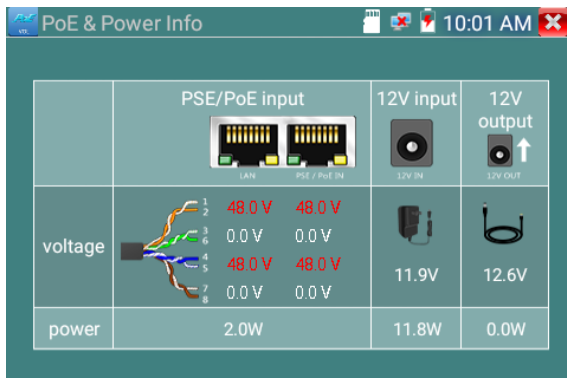 PoE
VOL
PoE & Power Info
10:01 AM
PSE/PoE input
12V input
12V
output
LAN
PSE / PoE IN
12V IN
12V OUT
voltage
1
2
48.0 V 48.0 V
3
6
0.0 V 0.0 V
4
5
48.0 V 48.0 V
7
8
0.0 V 0.0 V
11.9V
12.6V
power
2.0W
11.8W
0.0W